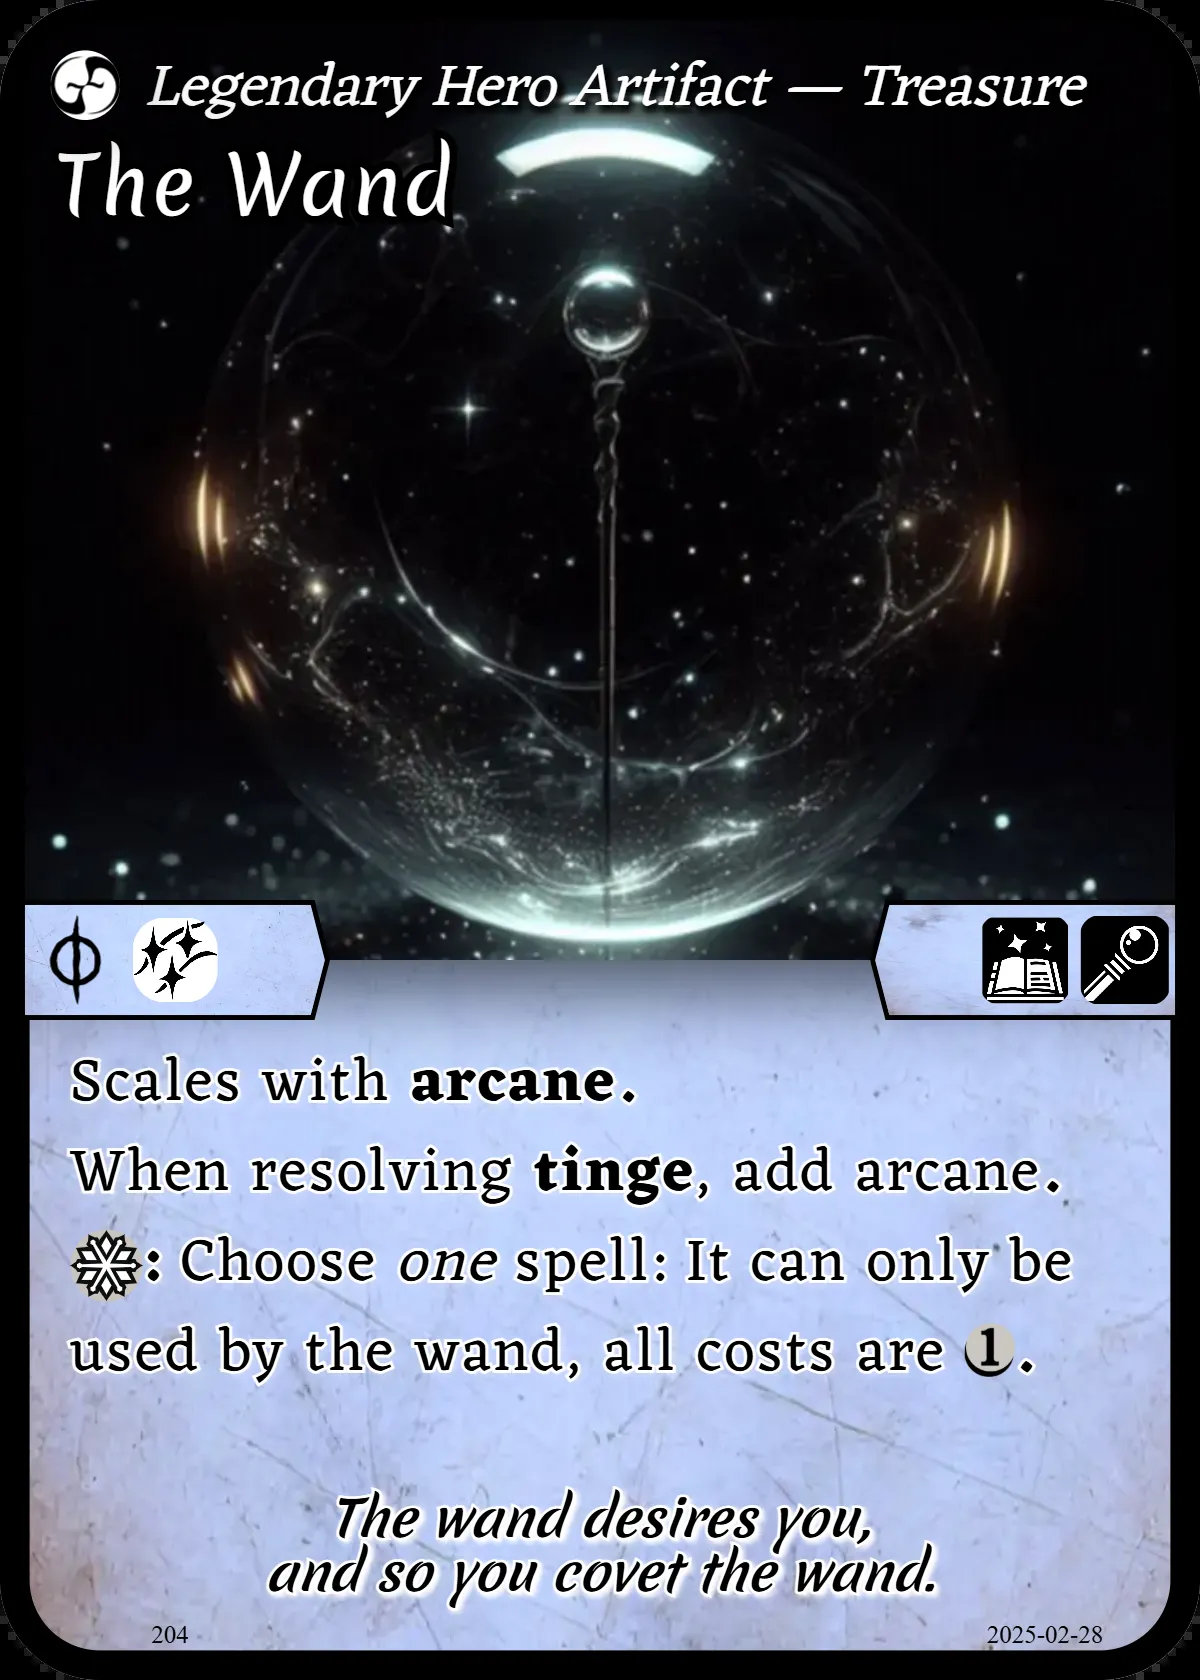 Legendary Hero Artifact — Treasure
The Wand
Scales with arcane.
When resolving tinge, add arcane.
: Choose one spell: It can only be
used by the wand, all costs are 1.
The wand desires you,
and so you covet the wand.
204
2025-02-28